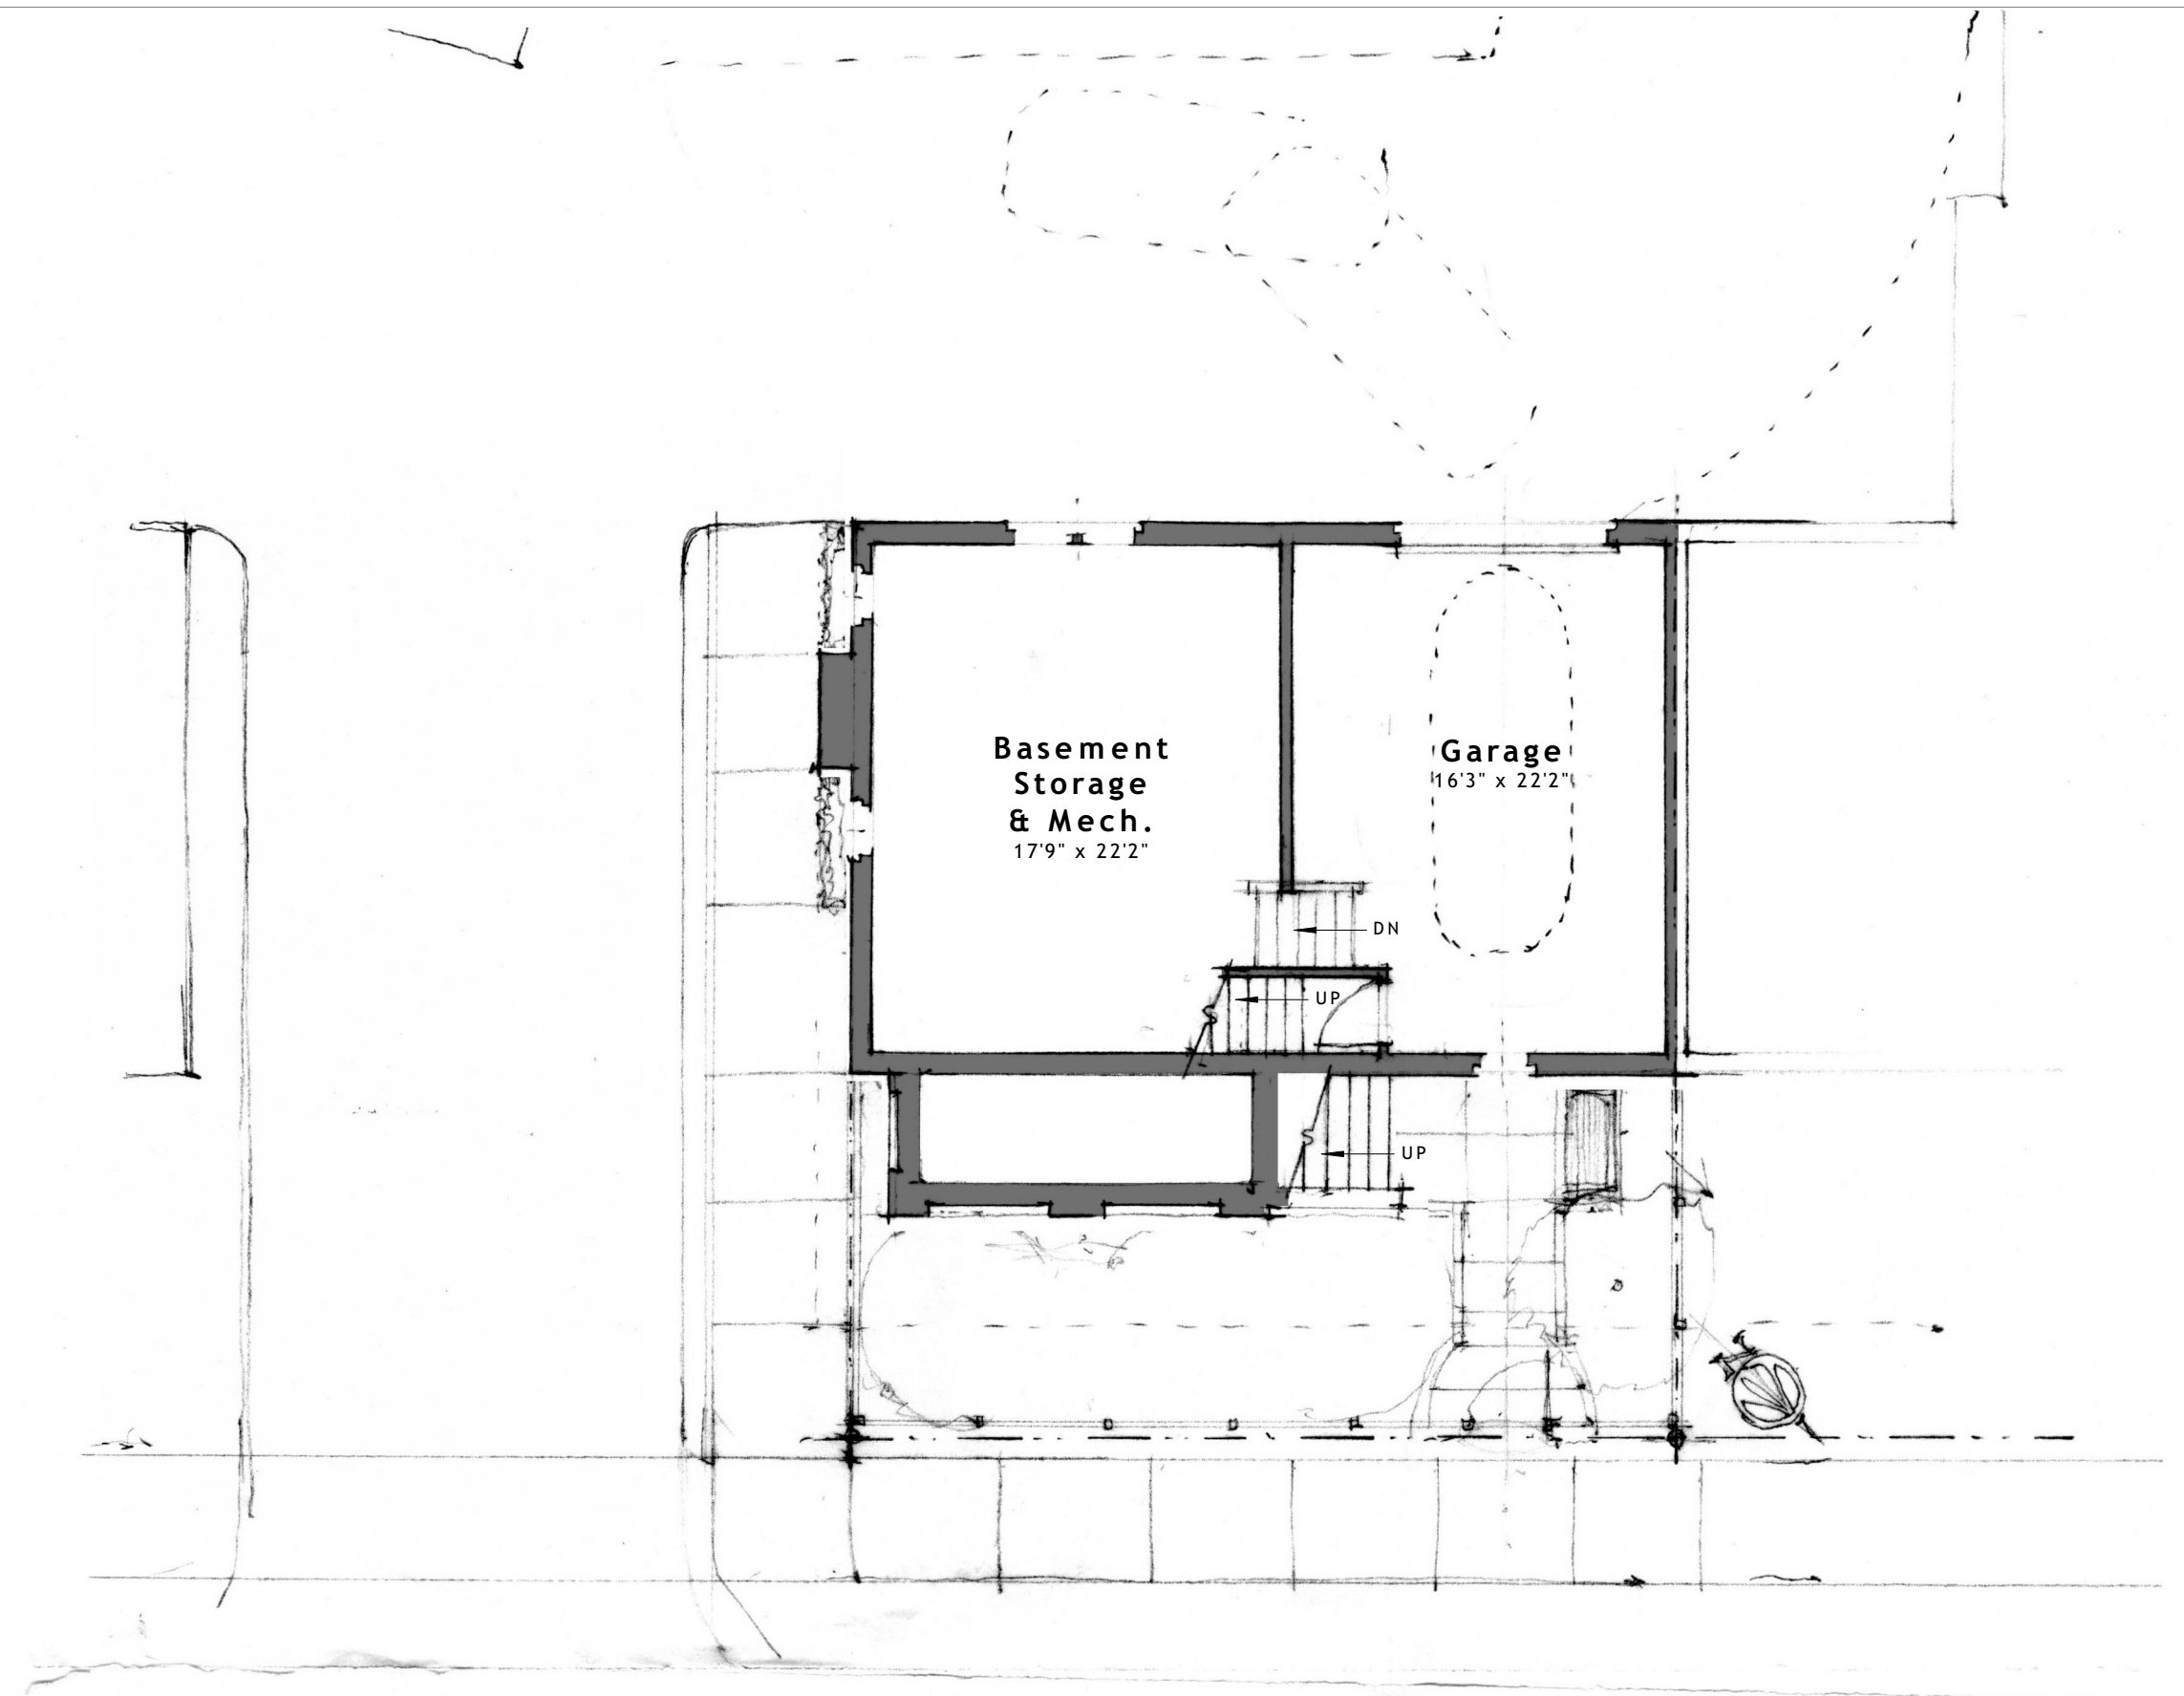 Basement
Storage
& Mech.
17'9" x 22'2"
Garage
16'3" x 22'2"
DN
UP
UP